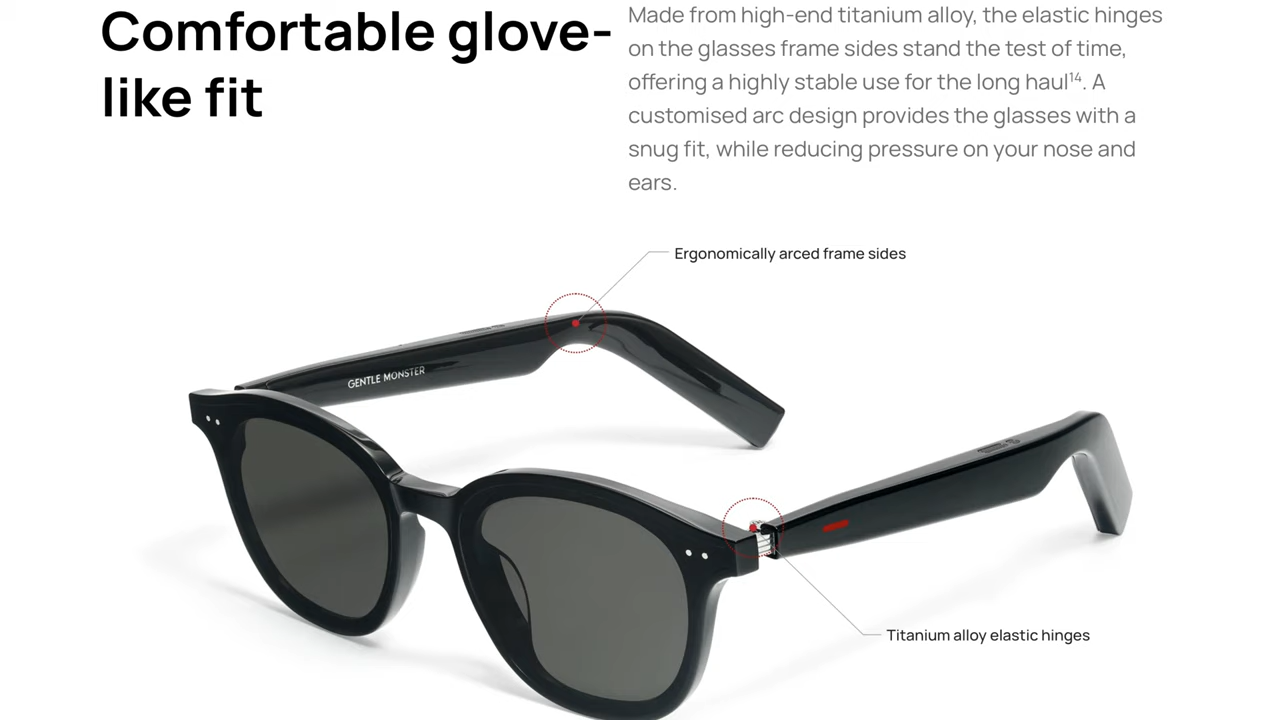 Comfortable glove-
like fit
Made from high-end titanium alloy, the elastic hinges
on the glasses frame sides stand the test of time,
offering a highly stable use for the long haul¹⁴. A
customised arc design provides the glasses with a
snug fit, while reducing pressure on your nose and
ears.
Ergonomically arced frame sides
GENTLE MONSTER
Titanium alloy elastic hinges